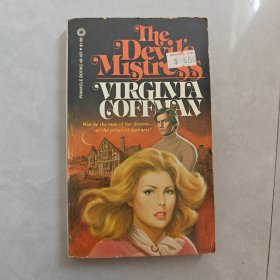 The
Devil's
Mistress
VIRGINIA
COFFMAN
Was he the man of her dreams—
or the prince of darkness?